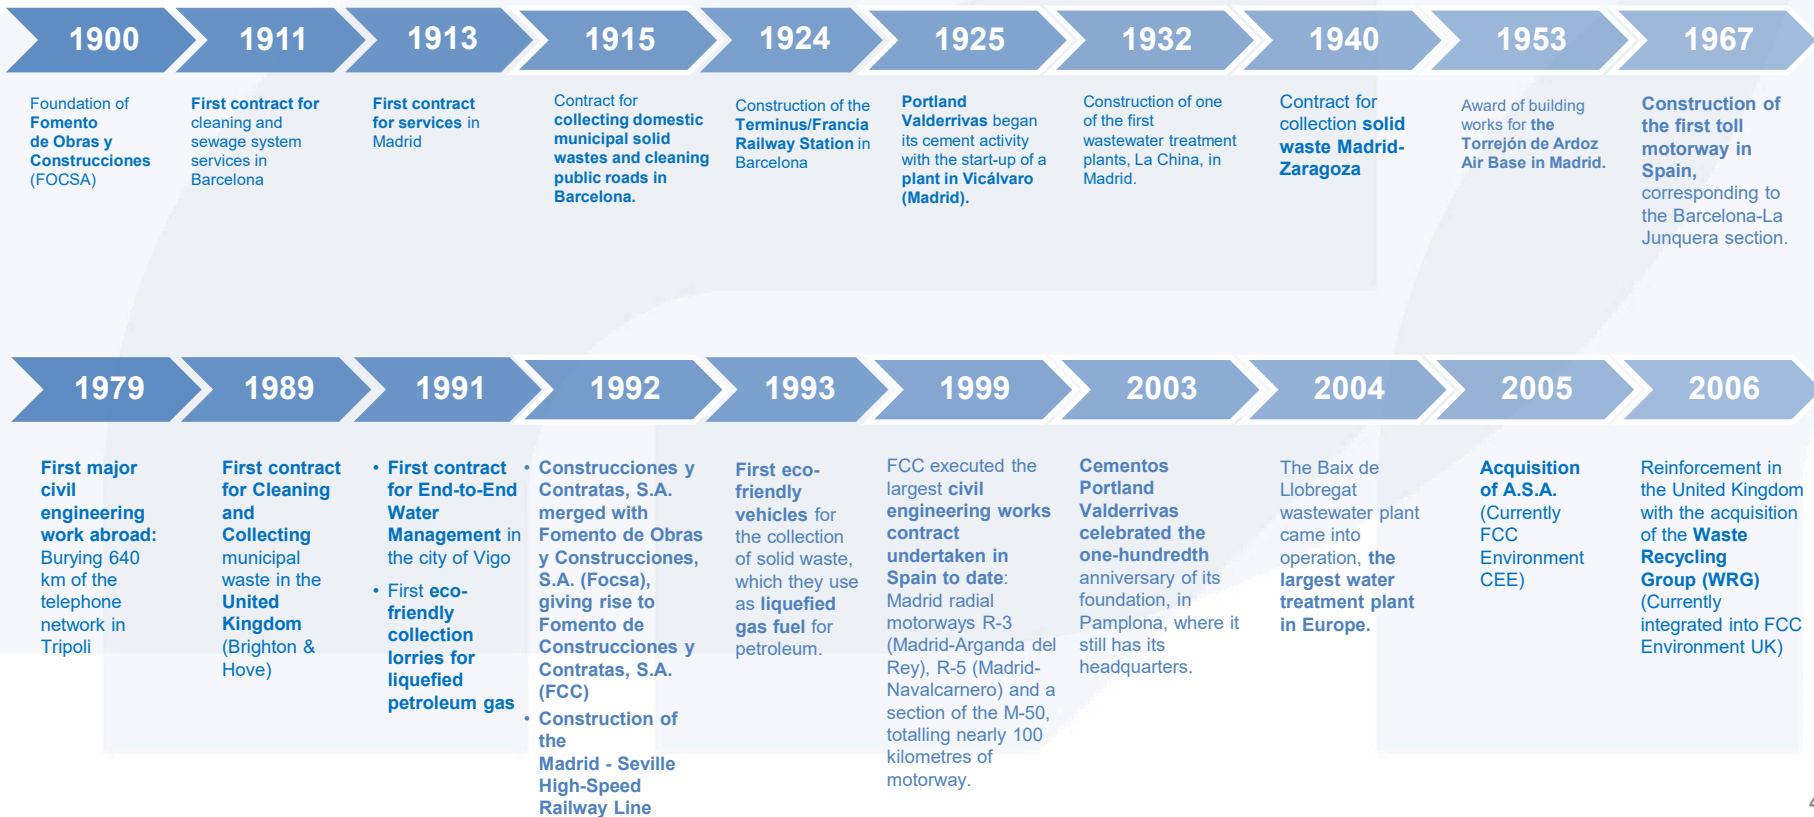 1900
1911
1913
1915
1924
1925
1932
1940
1953
1967
Foundation of
Fomento
de Obras y
Construcciones
(FOCSA)
First contract for
cleaning and
sewage system
services in
Barcelona
First contract
for services in
Madrid
Contract for
collecting domestic
municipal solid
wastes and cleaning
public roads in
Barcelona.
Construction of the
Terminus/Francia
Railway Station in
Barcelona
Portland
Valderrivas began
its cement activity
with the start-up of a
plant in Vicálvaro
(Madrid).
Construction of one
of the first
wastewater treatment
plants, La China, in
Madrid.
Contract for
collection solid
waste Madrid-
Zaragoza
Award of building
works for the
Torrejón de Ardoz
Air Base in Madrid.
Construction of
the first toll
motorway in
Spain,
corresponding to
the Barcelona-La
Junquera section.
1979
1989
1991
1992
1993
1999
2003
2004
2005
2006
First major
civil
engineering
work abroad:
Burying 640
km of the
telephone
network in
Tripoli
First contract
for Cleaning
and
Collecting
municipal
waste in the
United
Kingdom
(Brighton &
Hove)
• First contract
for End-to-End
Water
Management in
the city of Vigo
• First eco-
friendly
collection
lorries for
liquefied
petroleum gas
• Construcciones y
Contratas, S.A.
merged with
Fomento de Obras
y Construcciones,
S.A. (Focsa),
giving rise to
Fomento de
Construcciones y
Contratas, S.A.
(FCC)
• Construction of
the
Madrid - Seville
High-Speed
Railway Line
First eco-
friendly
vehicles for
the collection
of solid waste,
which they use
as liquefied
gas fuel for
petroleum.
FCC executed the
largest civil
engineering works
contract
undertaken in
Spain to date:
Madrid radial
motorways R-3
(Madrid-Arganda del
Rey), R-5 (Madrid-
Navalcarnero) and a
section of the M-50,
totalling nearly 100
kilometres of
motorway.
Cementos
Portland
Valderrivas
celebrated the
one-hundredth
anniversary of its
foundation, in
Pamplona, where it
still has its
headquarters.
The Baix de
Llobregat
wastewater plant
came into
operation, the
largest water
treatment plant
in Europe.
Acquisition
of A.S.A.
(Currently
FCC
Environment
CEE)
Reinforcement in
the United Kingdom
with the acquisition
of the Waste
Recycling
Group (WRG)
(Currently
integrated into FCC
Environment UK)